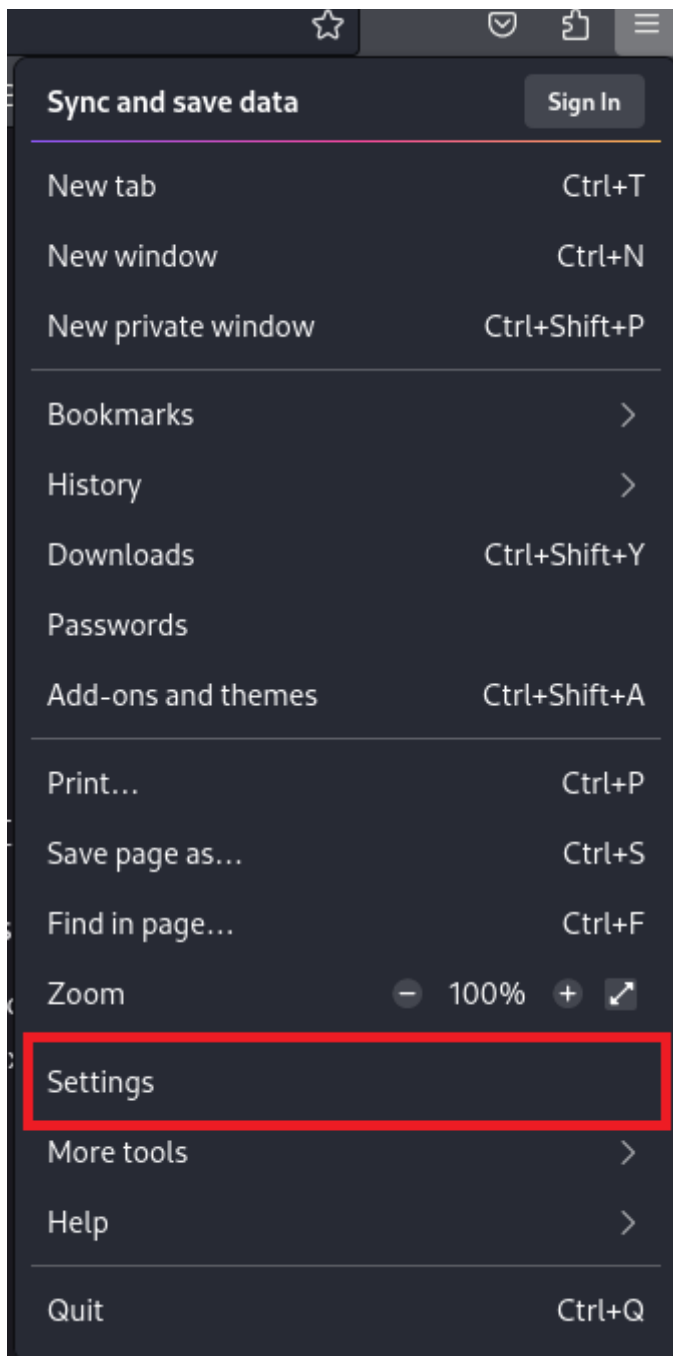 Sync and save data Sign In
New tab Ctrl+T
New window Ctrl+N
New private window Ctrl+Shift+P
Bookmarks
History
Downloads Ctrl+Shift+Y
Passwords
Add-ons and themes Ctrl+Shift+A
Print... Ctrl+P
Save page as... Ctrl+S
Find in page... Ctrl+F
Zoom − 100% +
Settings
More tools
Help
Quit Ctrl+Q